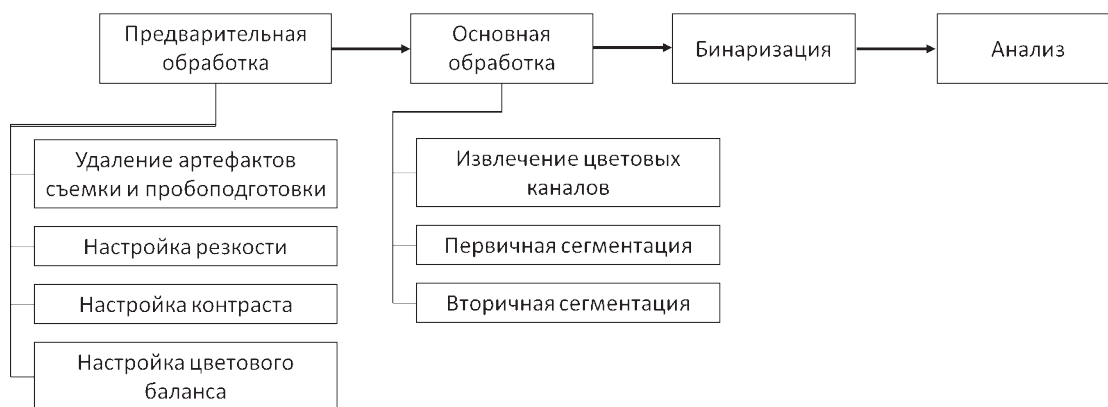 Предварительная
обработка
Основная
обработка
Бинаризация
Анализ
Удаление артефактов
съемки и пробоподготовки
Настройка резкости
Настройка контраста
Настройка цветового
баланса
Извлечение цветовых
каналов
Первичная сегментация
Вторичная сегментация